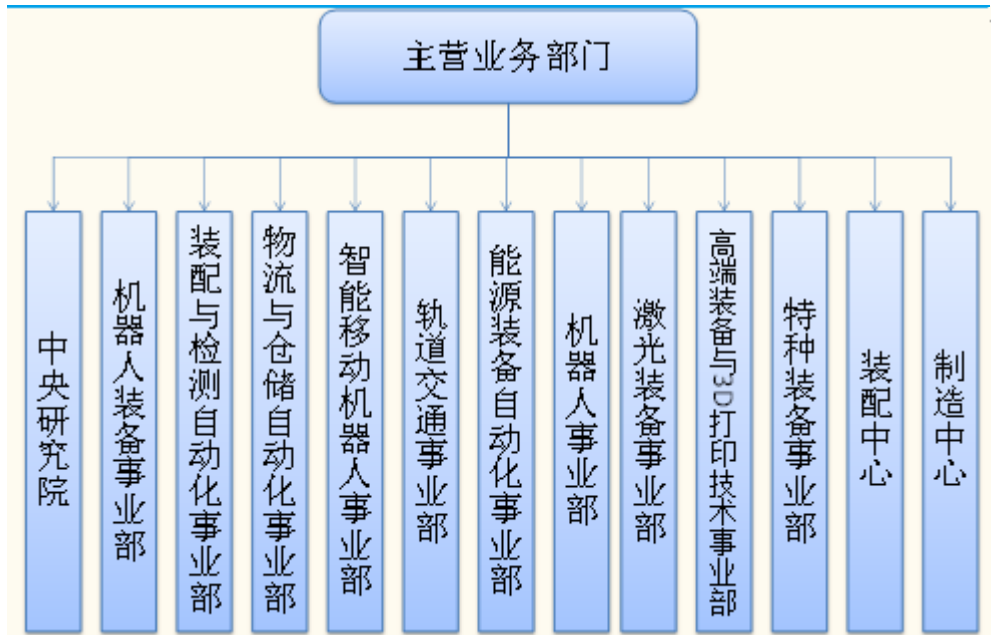 主营业务部门
中央研究院
机器人装备事业部
装配与检测自动化事业部
物流与仓储自动化事业部
智能移动机器人事业部
轨道交通事业部
能源装备自动化事业部
机器人事业部
激光装备事业部
高端装备与3D打印技术事业部
特种装备事业部
装配中心
制造中心